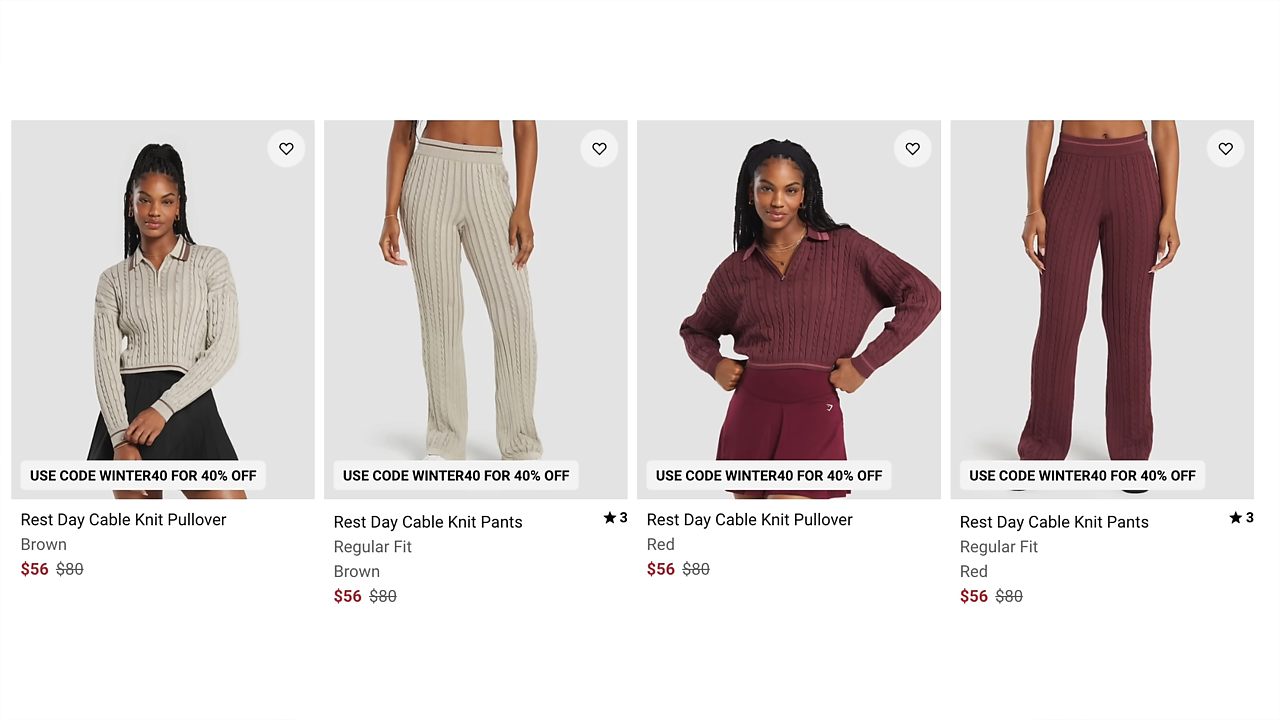 USE CODE WINTER40 FOR 40% OFF
Rest Day Cable Knit Pullover
Brown
$56 $80
USE CODE WINTER40 FOR 40% OFF
Rest Day Cable Knit Pants
★ 3
Regular Fit
Brown
$56 $80
USE CODE WINTER40 FOR 40% OFF
Rest Day Cable Knit Pullover
Red
$56 $80
USE CODE WINTER40 FOR 40% OFF
Rest Day Cable Knit Pants
★ 3
Regular Fit
Red
$56 $80